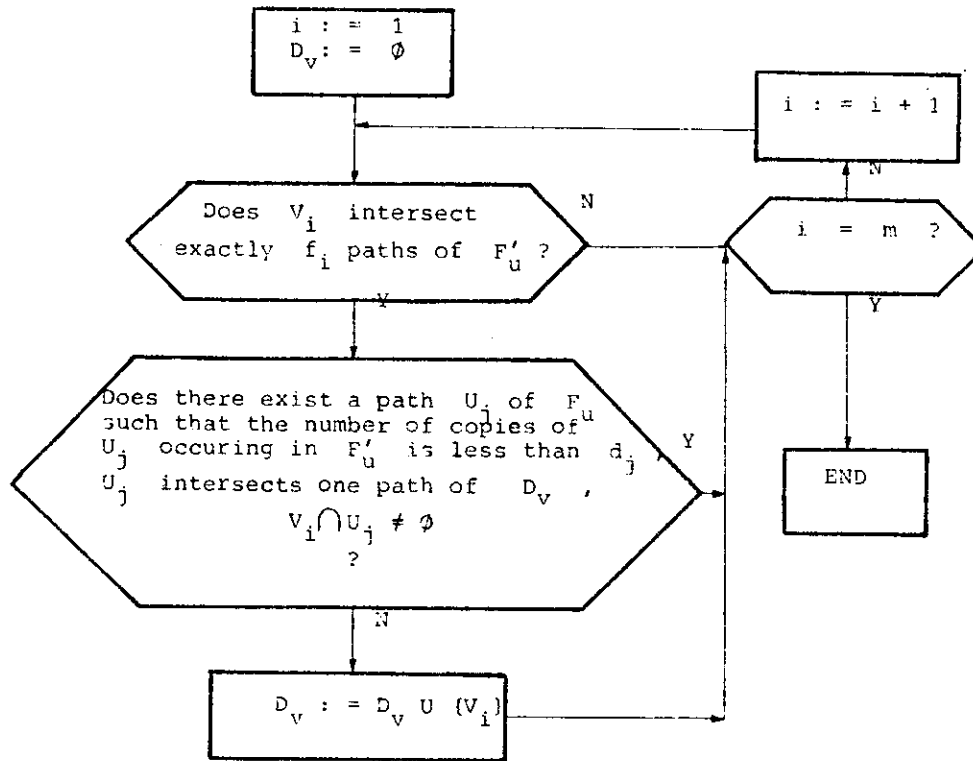 i : = 1
D_v : = ∅
i : = i + 1
N
Does V_i intersect
exactly f_i paths of F'_u ?
N
i = m ?
Y
Y
Does there exist a path U_j of F_u
such that the number of copies of
U_j occuring in F'_u is less than d_j ,
U_j intersects one path of D_v ,
V_i ∩ U_j ≠ ∅
?
Y
END
N
D_v : = D_v U {V_i}